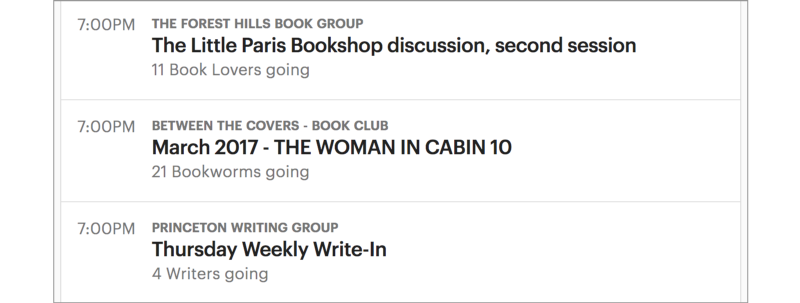 7:00PM THE FOREST HILLS BOOK GROUP
The Little Paris Bookshop discussion, second session
11 Book Lovers going
7:00PM BETWEEN THE COVERS - BOOK CLUB
March 2017 - THE WOMAN IN CABIN 10
21 Bookworms going
7:00PM PRINCETON WRITING GROUP
Thursday Weekly Write-In
4 Writers going